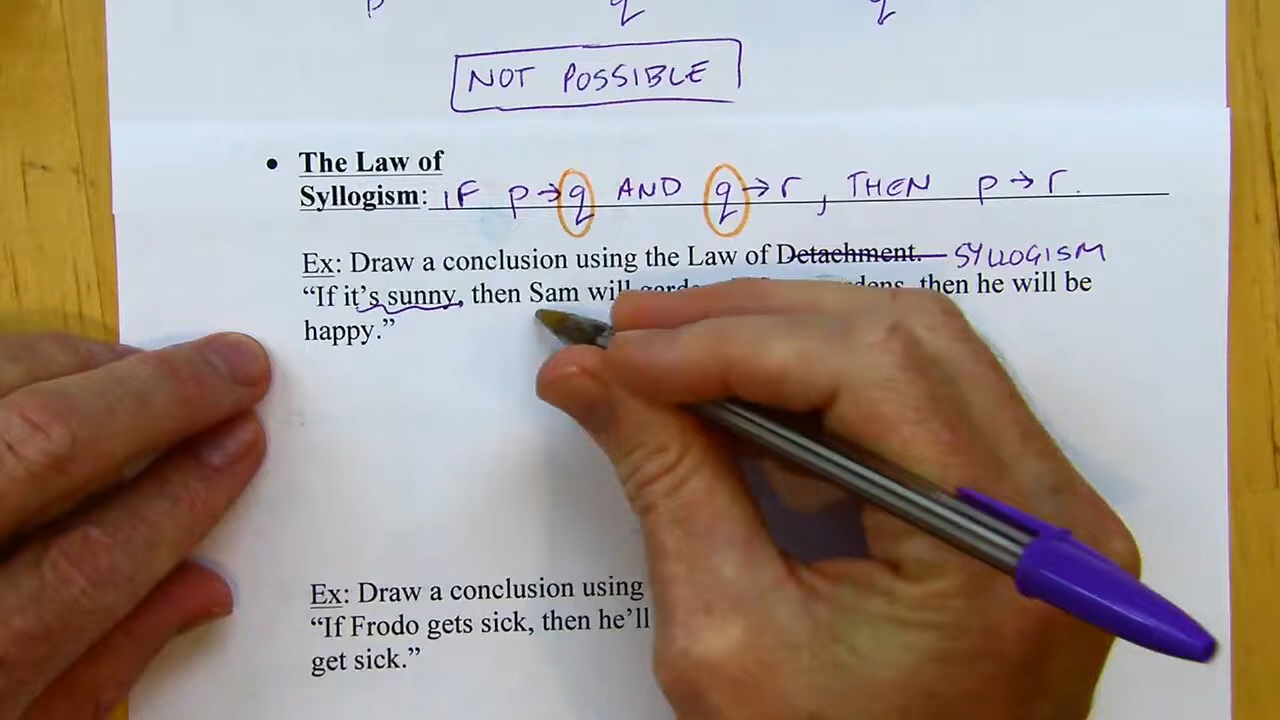 p q q
NOT POSSIBLE
• The Law of
Syllogism: IF p→q AND q→r, THEN p→r.
Ex: Draw a conclusion using the Law of Detachment. SYLLOGISM
“If it’s sunny, then Sam will then he will be
happy.”
Ex: Draw a conclusion using
“If Frodo gets sick, then he’ll
get sick.”